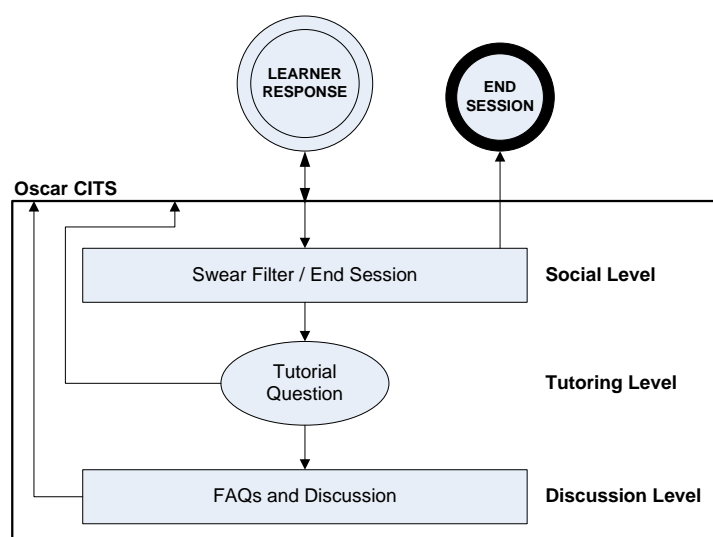 LEARNER
RESPONSE
END
SESSION
Oscar CITS
Swear Filter / End Session
Social Level
Tutorial
Question
Tutoring Level
FAQs and Discussion
Discussion Level